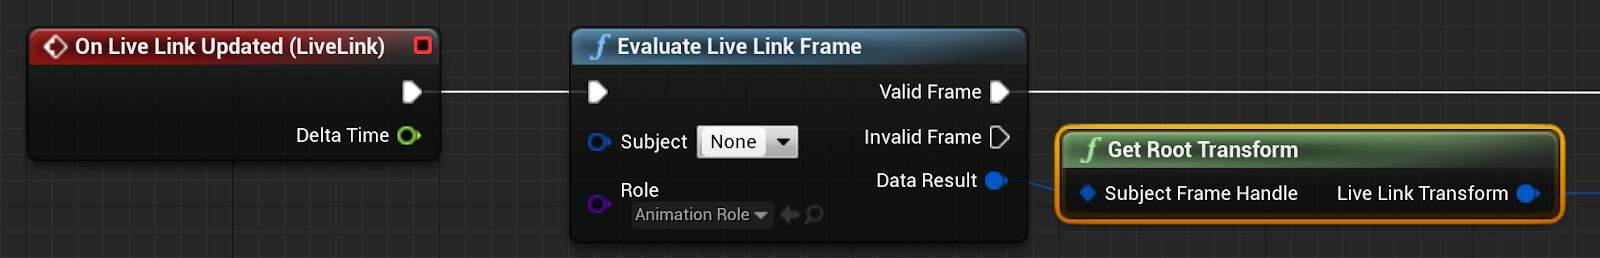 On Live Link Updated (LiveLink)
Delta Time
Evaluate Live Link Frame
Valid Frame
Subject None
Invalid Frame
Data Result
Role
Animation Role
Get Root Transform
Subject Frame Handle Live Link Transform